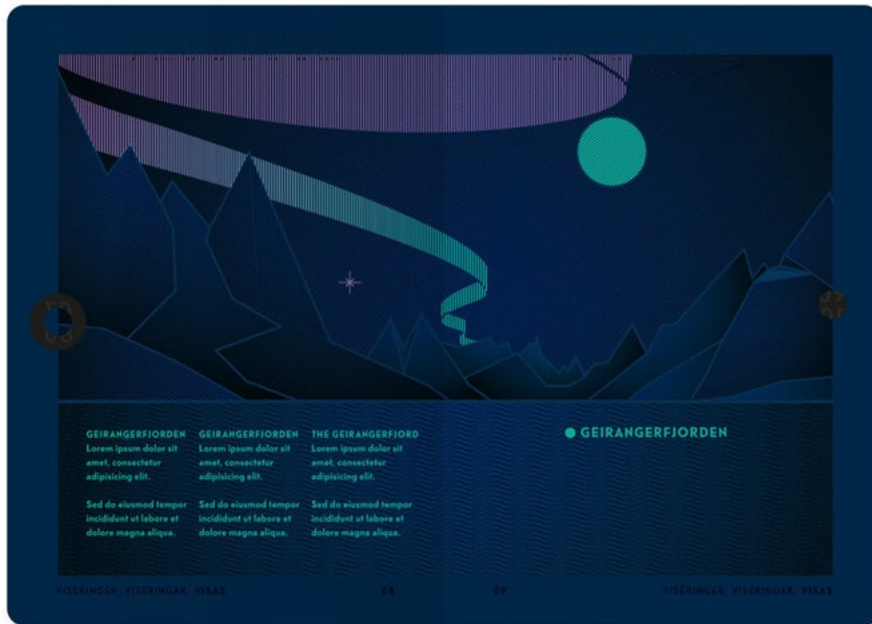 GEIRANGERFJORDEN
Lorem ipsum dolor sit
amet, consectetur
adipisicing elit.
Sed do eiusmod tempor
incididunt ut labore et
dolore magna aliqua.
GEIRANGERFJORDEN
Lorem ipsum dolor sit
amet, consectetur
adipisicing elit.
Sed do eiusmod tempor
incididunt ut labore et
dolore magna aliqua.
THE GEIRANGERFJORD
Lorem ipsum dolor sit
amet, consectetur
adipisicing elit.
Sed do eiusmod tempor
incididunt ut labore et
dolore magna aliqua.
GEIRANGERFJORDEN
VISERINGER, VISERINGAR, VISAS
08
09
VISERINGER, VISERINGAR, VISAS